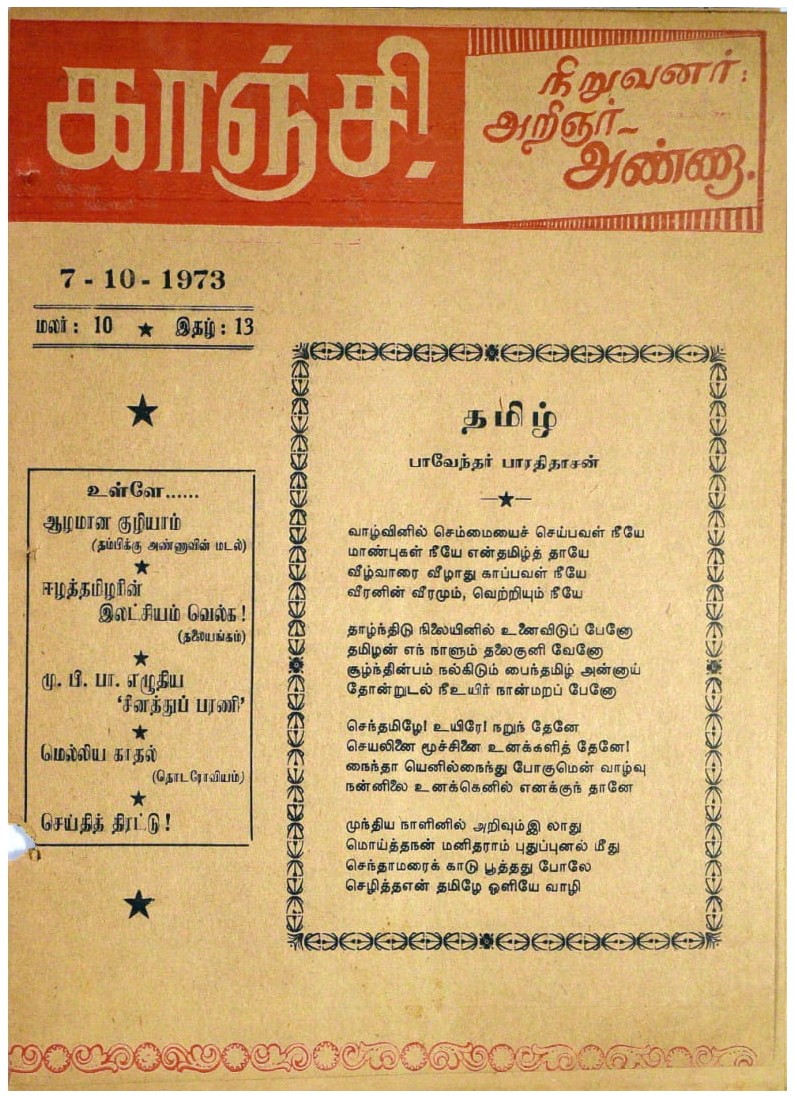 காஞ்சி.
நிறுவனர்:
அறிஞர்
அண்ணா.
7 - 10 - 1973
மலர் : 10 ★ இதழ் : 13
உள்ளே......
ஆழமான குழியாம்
(தம்பிக்கு அண்ணாவின் மடல்)
ஈழத்தமிழரின்
இலட்சியம் வெல்க !
(தலையங்கம்)
மு. பி. பா. எழுதிய
‘சினத்துப் பரணி’
மெல்லிய காதல்
(தொடரோவியம்)
செய்தித் திரட்டு !
தமிழ்
பாவேந்தர் பாரதிதாசன்
வாழ்வினில் செம்மையைச் செய்பவள் நீயே
மாண்புகள் நீயே என்தமிழ்த் தாயே
வீழ்வாரை வீழாது காப்பவள் நீயே
வீரனின் வீரமும், வெற்றியும் நீயே
தாழ்ந்திடு நிலையினில் உனைவிடுப் பேனோ
தமிழன் எந் நாளும் தலைகுனி வேனோ
சூழ்ந்தின்பம் நல்கிடும் பைந்தமிழ் அன்னாய்
தோன்றுடல் நீஉயிர் நான்மறப் பேனோ
செந்தமிழே! உயிரே! நறுந் தேனே
செயலினை மூச்சினை உனக்களித் தேனே!
நைந்தா யெனில்நைந்து போகுமென் வாழ்வு
நன்னிலை உனக்கெனில் எனக்குந் தானே
முந்திய நாளினில் அறிவும்இ லாது
மொய்த்தநன் மனிதராம் புதுப்புனல் மீது
செந்தாமரைக் காடு பூத்தது போலே
செழித்தஎன் தமிழே ஒளியே வாழி